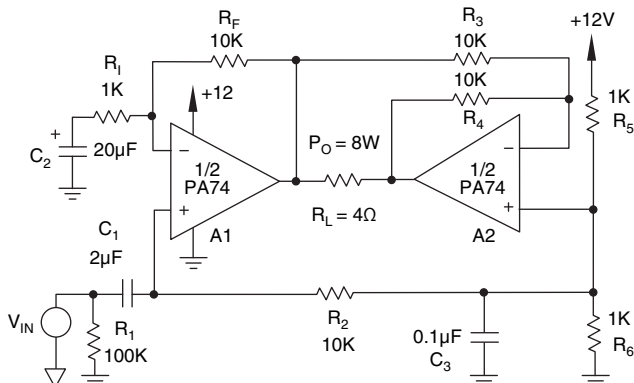 R_F
10K
R_3
10K
+12V
R_I
1K
+12
10K
R_4
1K
R_5
+
C_2
20µF
–
1/2
PA74
+
A1
P_O = 8W
R_L = 4Ω
–
1/2
PA74
+
A2
C_1
2µF
V_IN
R_1
100K
R_2
10K
0.1µF
C_3
1K
R_6